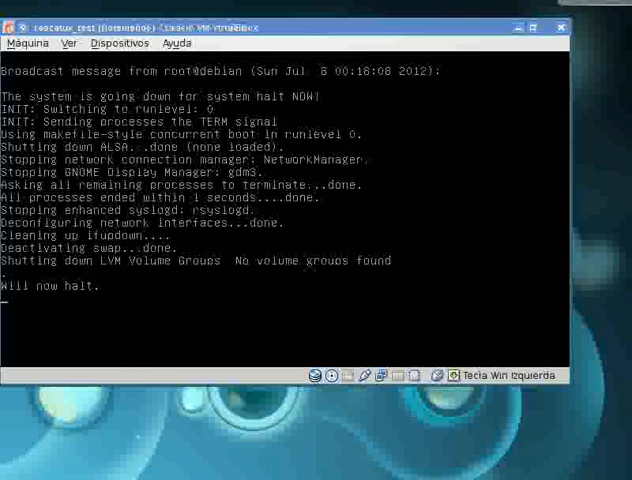 rescatux_test
Máquina Ver Dispositivos Ayuda
Broadcast message from root@debian (Sun Jul 8 00:16:08 2012):
The system is going down for system halt NOW!
INIT: Switching to runlevel: 0
INIT: Sending processes the TERM signal
Using makefile-style concurrent boot in runlevel 0.
Shutting down ALSA...done (none loaded).
Stopping network connection manager: NetworkManager.
Stopping GNOME Display Manager: gdm3.
Asking all remaining processes to terminate...done.
All processes ended within 1 seconds....done.
Stopping enhanced syslogd: rsyslogd.
Deconfiguring network interfaces...done.
Cleaning up ifupdown....
Deactivating swap...done.
Shutting down LVM Volume Groups  No volume groups found
.
Will now halt.
Tecla Win Izquierda